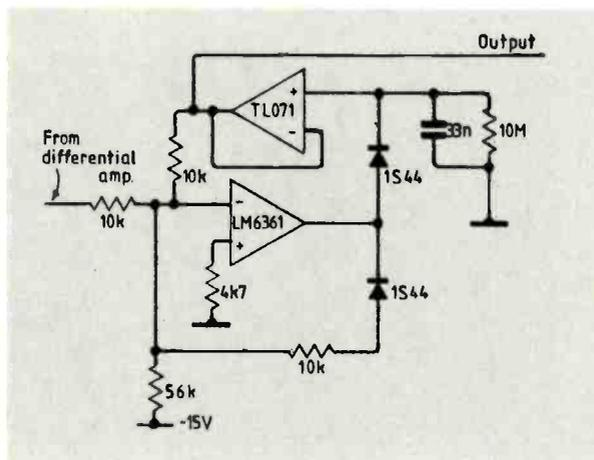 Output
+
TL071
-
33n
10M
From
differential
amp.
10k
1S44
10k
-
LM6361
+
4k7
1S44
10k
56k
-15V